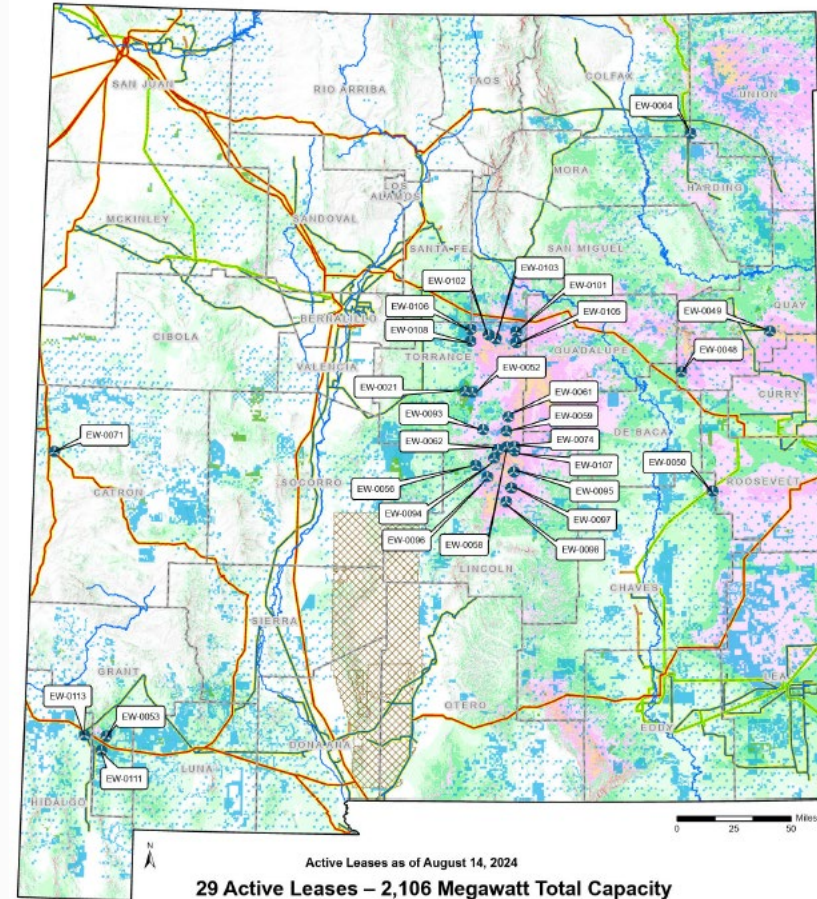 TAOS
COLFAX
SAN JUAN
RIO ARRIBA
UNION
EW-0064
MORA
HARDING
LOS
ALAMOS
MCKINLEY
SANDOVAL
SAN MIGUEL
SANTA FE
EW-0102
EW-0103
EW-0101
EW-0106
EW-0105
EW-0049
QUAY
BERNALILLO
EW-0108
CIBOLA
TORRANCE
GUADALUPE
EW-0048
VALENCIA
EW-0052
EW-0021
CURRY
EW-0061
EW-0093
EW-0059
DE BACA
EW-0071
EW-0062
EW-0074
EW-0107
EW-0050
ROOSEVELT
SOCORRO
CATRON
EW-0056
EW-0095
EW-0094
EW-0097
EW-0096
EW-0058
EW-0098
LINCOLN
CHAVES
SIERRA
GRANT
LEA
EW-0113
EW-0053
OTERO
EDDY
DONA ANA
EW-0111
LUNA
HIDALGO
Miles
0 25 50
N
Active Leases as of August 14, 2024
29 Active Leases – 2,106 Megawatt Total Capacity